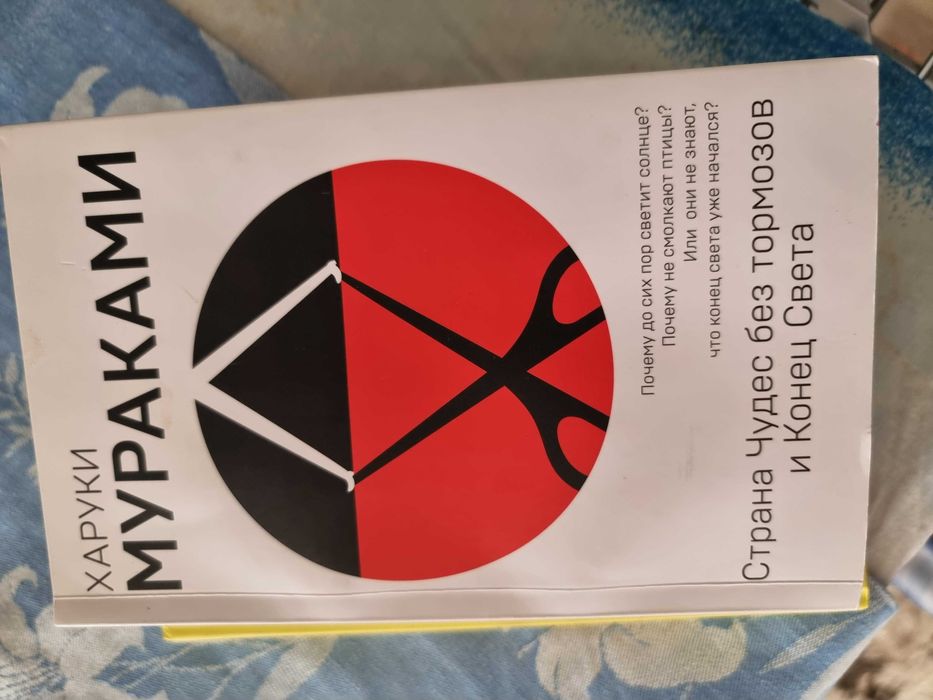 ХАРУКИ
МУРАКАМИ
Почему до сих пор светит солнце?
Почему не смолкают птицы?
Или они не знают,
что конец света уже начался?
Страна Чудес без тормозов
и Конец Света